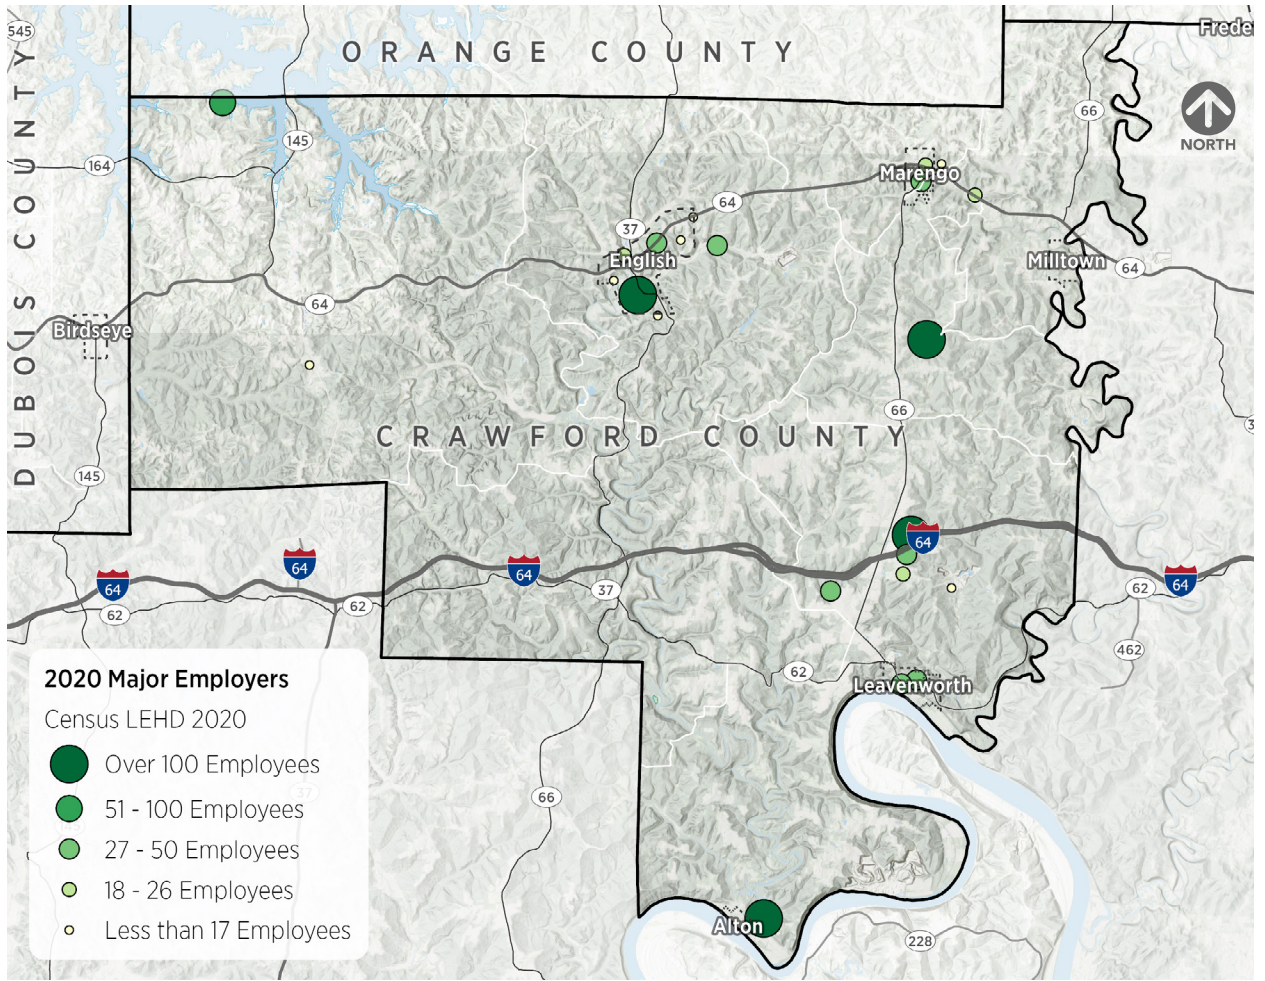 545
ORANGE COUNTY
Frede
66
NORTH
145
164
Marengo
64
37
English
Milltown
64
64
Birdseye
DUBOIS COUNTY
66
CRAWFORD COUNTY
145
64
64
64
64
64
62
62
37
62
462
62
Leavenworth
2020 Major Employers
Census LEHD 2020
Over 100 Employees
51 - 100 Employees
27 - 50 Employees
18 - 26 Employees
Less than 17 Employees
37
66
Alton
228